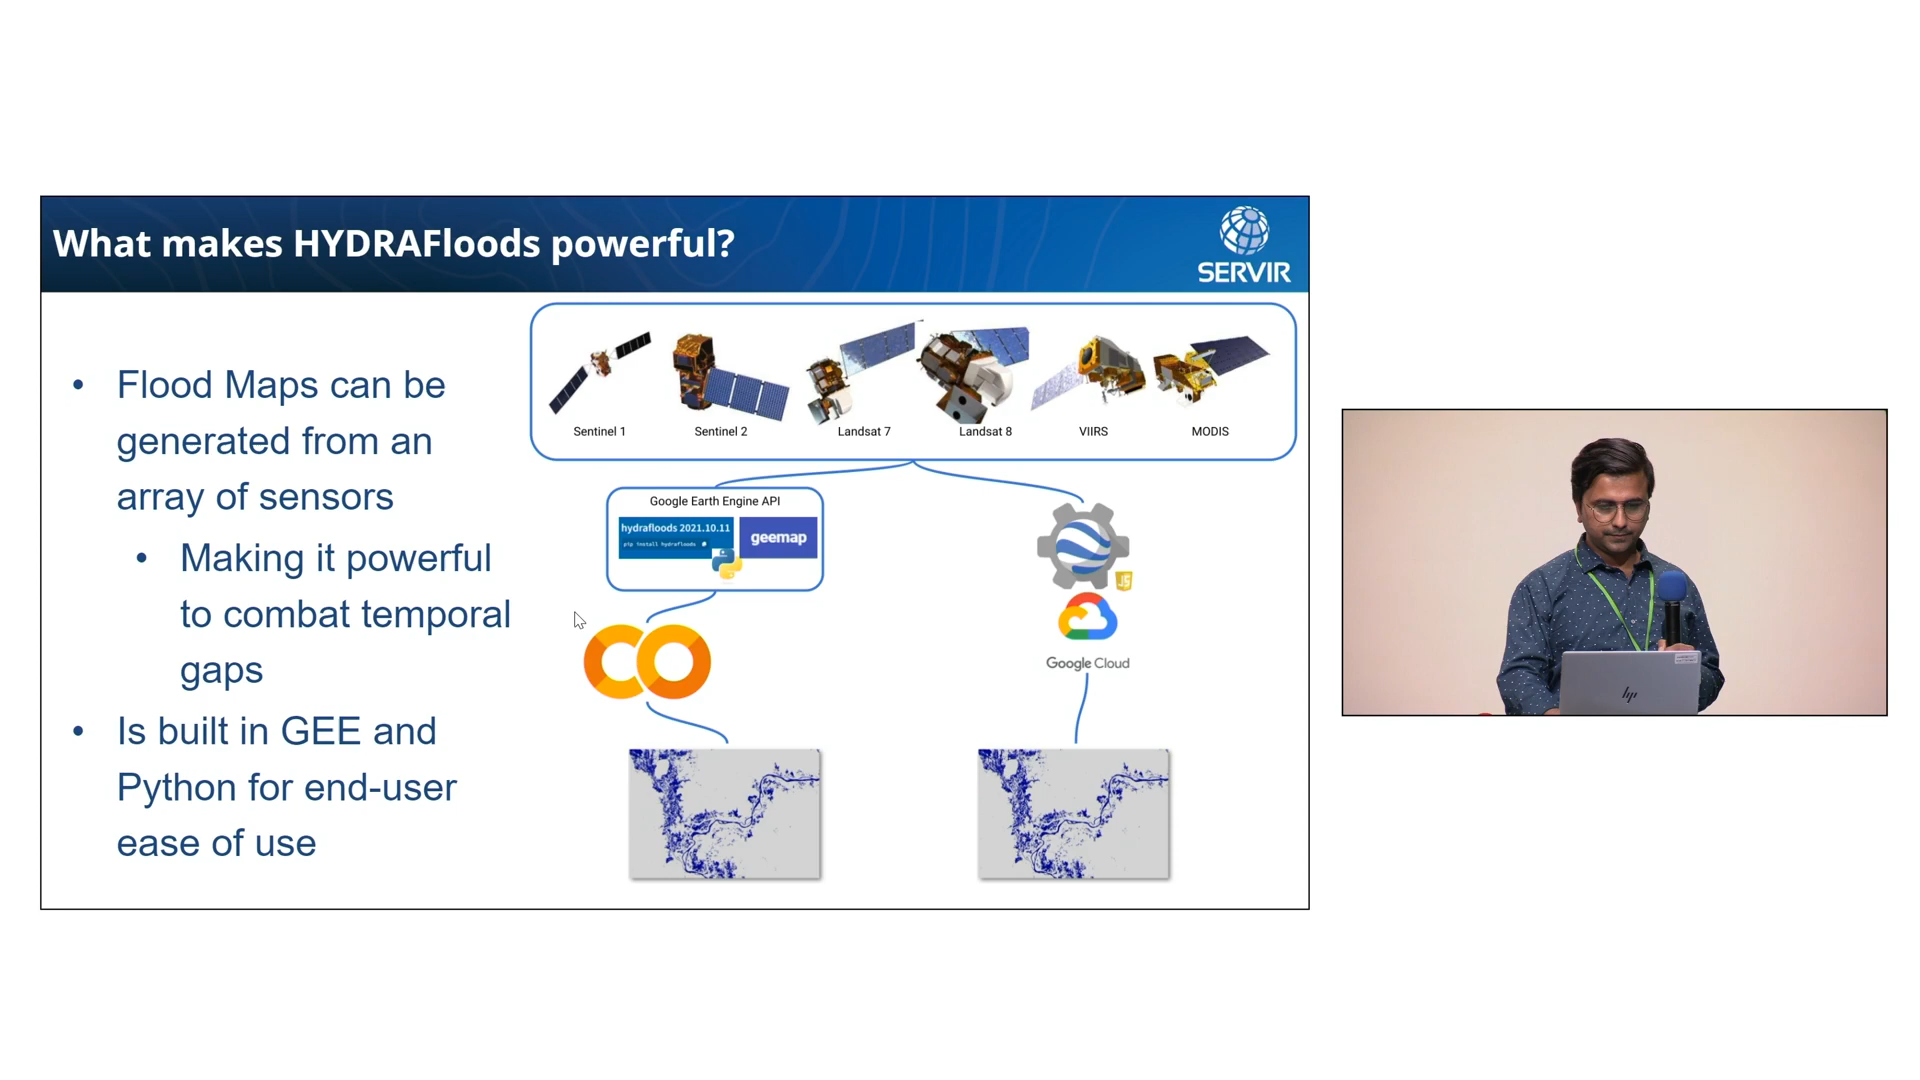 What makes HYDRAFloods powerful?
SERVIR
• Flood Maps can be
generated from an
array of sensors
• Making it powerful
to combat temporal
gaps
• Is built in GEE and
Python for end-user
ease of use
Sentinel 1
Sentinel 2
Landsat 7
Landsat 8
VIIRS
MODIS
Google Earth Engine API
hydrafloods 2021.10.11
pip install hydrafloods
geemap
JS
Google Cloud
hp